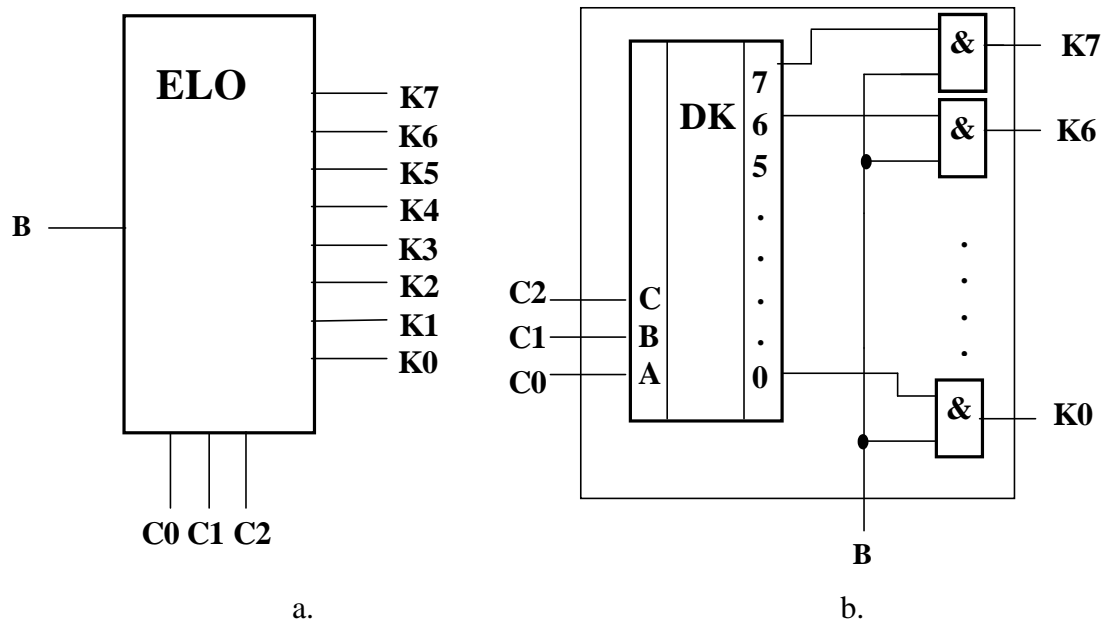 ELO
B
K7
K6
K5
K4
K3
K2
K1
K0
C0 C1 C2
a.
DK
7
6
5
.
.
.
.
0
C2
C1
C0
C
B
A
&
K7
&
K6
.
.
.
.
&
K0
B
b.